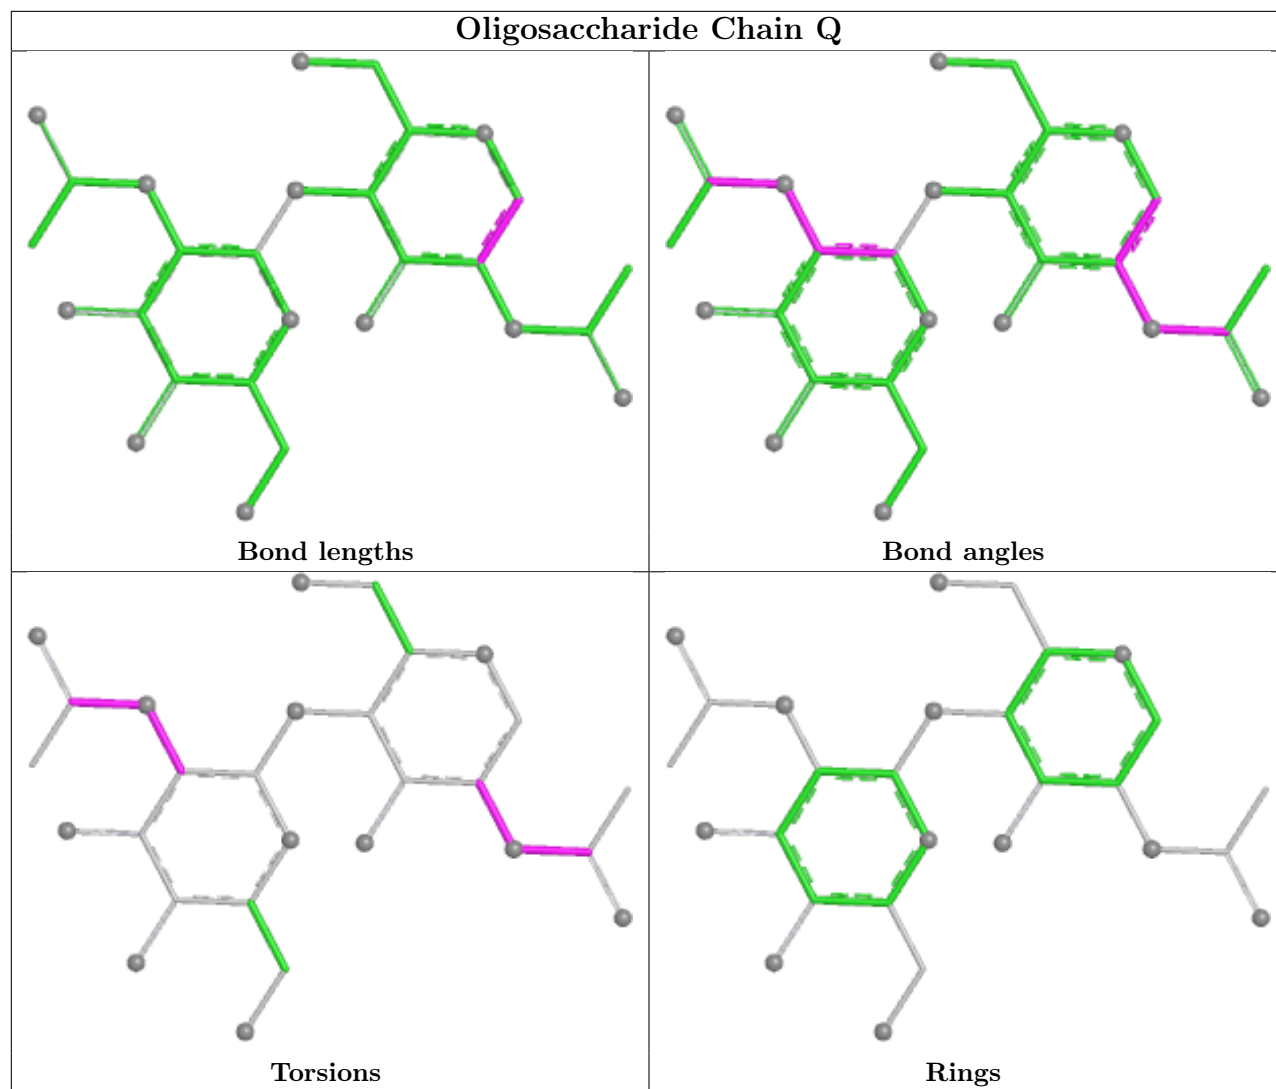 Oligosaccharide Chain Q
Bond lengths
Bond angles
Torsions
Rings